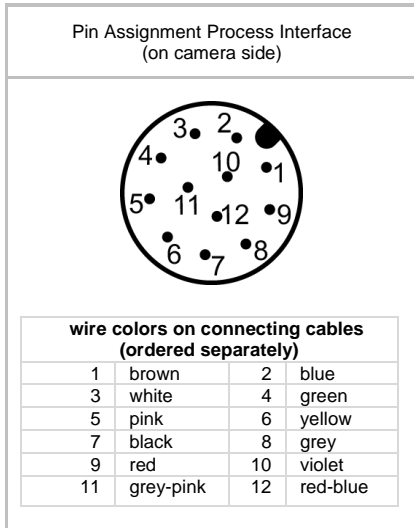 Pin Assignment Process Interface
(on camera side)
3 2
4 10 1
5 11 12 9
6 7 8
wire colors on connecting cables
(ordered separately)
1 brown 2 blue
3 white 4 green
5 pink 6 yellow
7 black 8 grey
9 red 10 violet
11 grey-pink 12 red-blue